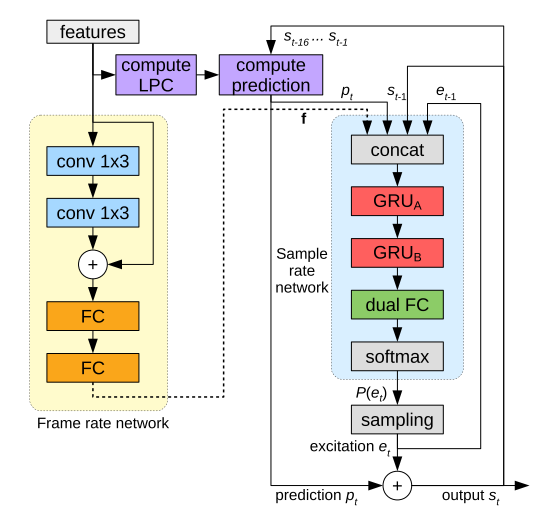 features
s_{t-16} ... s_{t-1}
compute
LPC
compute
prediction
p_t
s_{t-1}
e_{t-1}
f
concat
conv 1x3
GRU_A
conv 1x3
GRU_B
Sample
rate
network
+
dual FC
FC
softmax
FC
P(e_t)
sampling
Frame rate network
excitation e_t
+
prediction p_t
output s_t